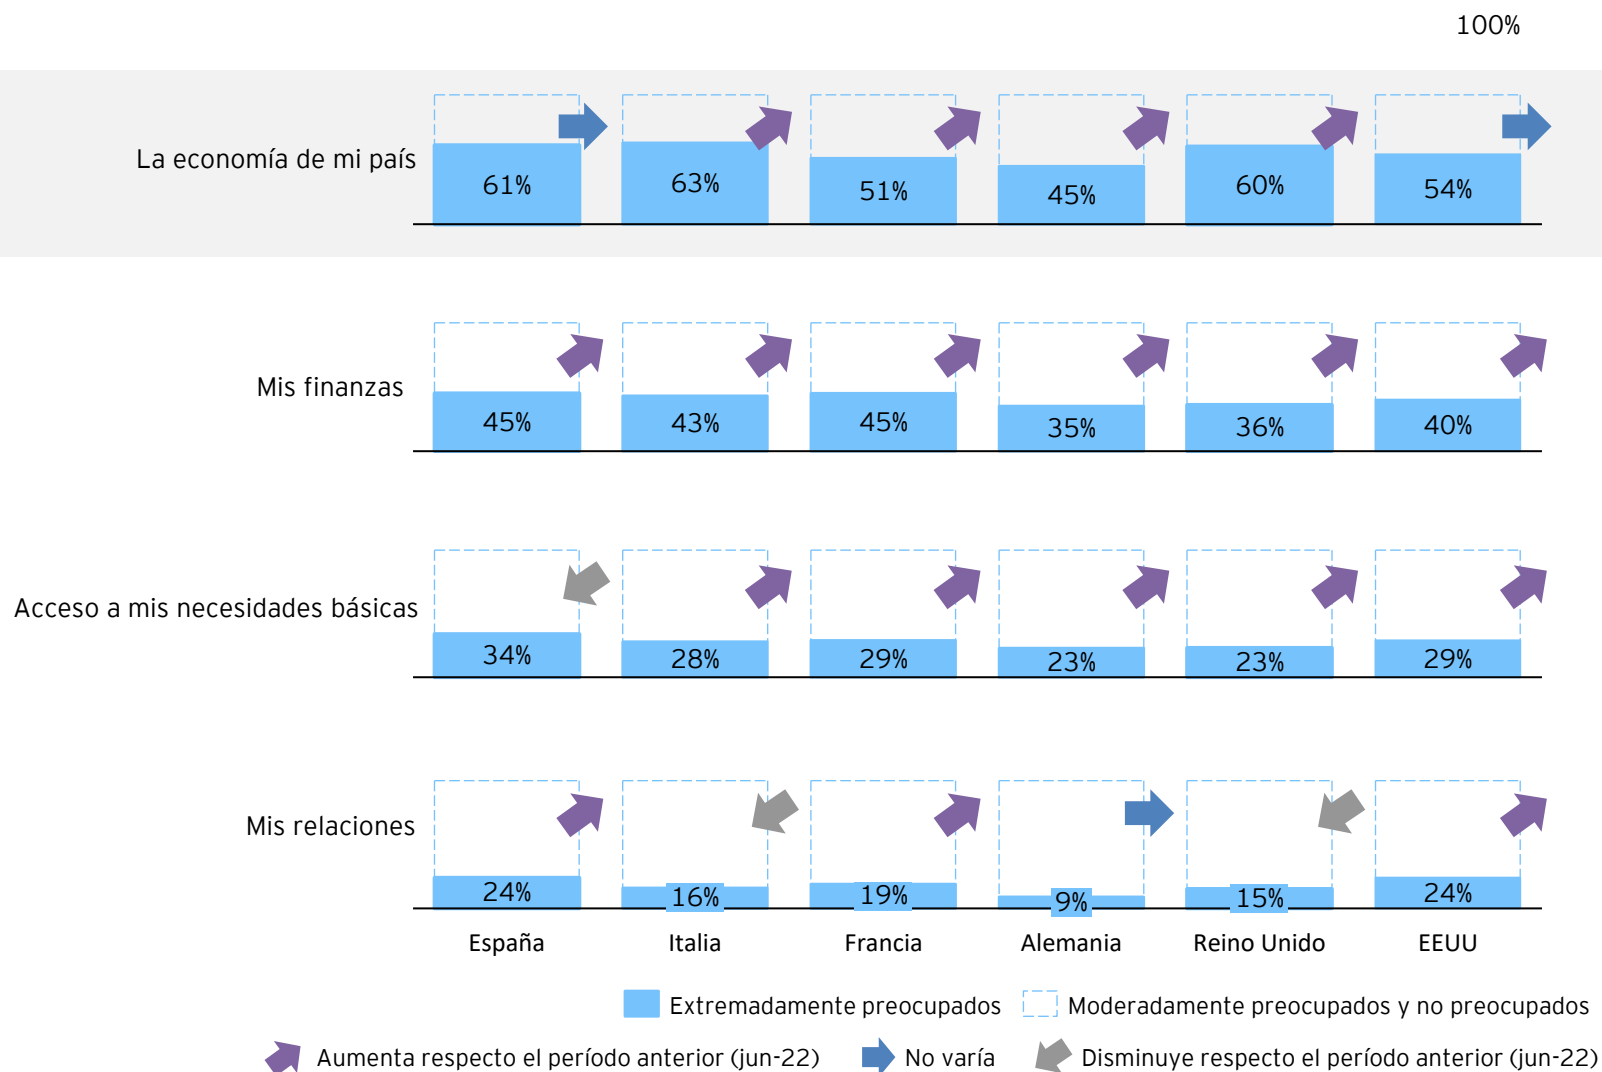 100%
La economía de mi país
61% 63% 51% 45% 60% 54%
Mis finanzas
45% 43% 45% 35% 36% 40%
Acceso a mis necesidades básicas
34% 28% 29% 23% 23% 29%
Mis relaciones
24% 16% 19% 9% 15% 24%
España Italia Francia Alemania Reino Unido EEUU
Extremadamente preocupados Moderadamente preocupados y no preocupados
Aumenta respecto el período anterior (jun-22) No varía Disminuye respecto el período anterior (jun-22)